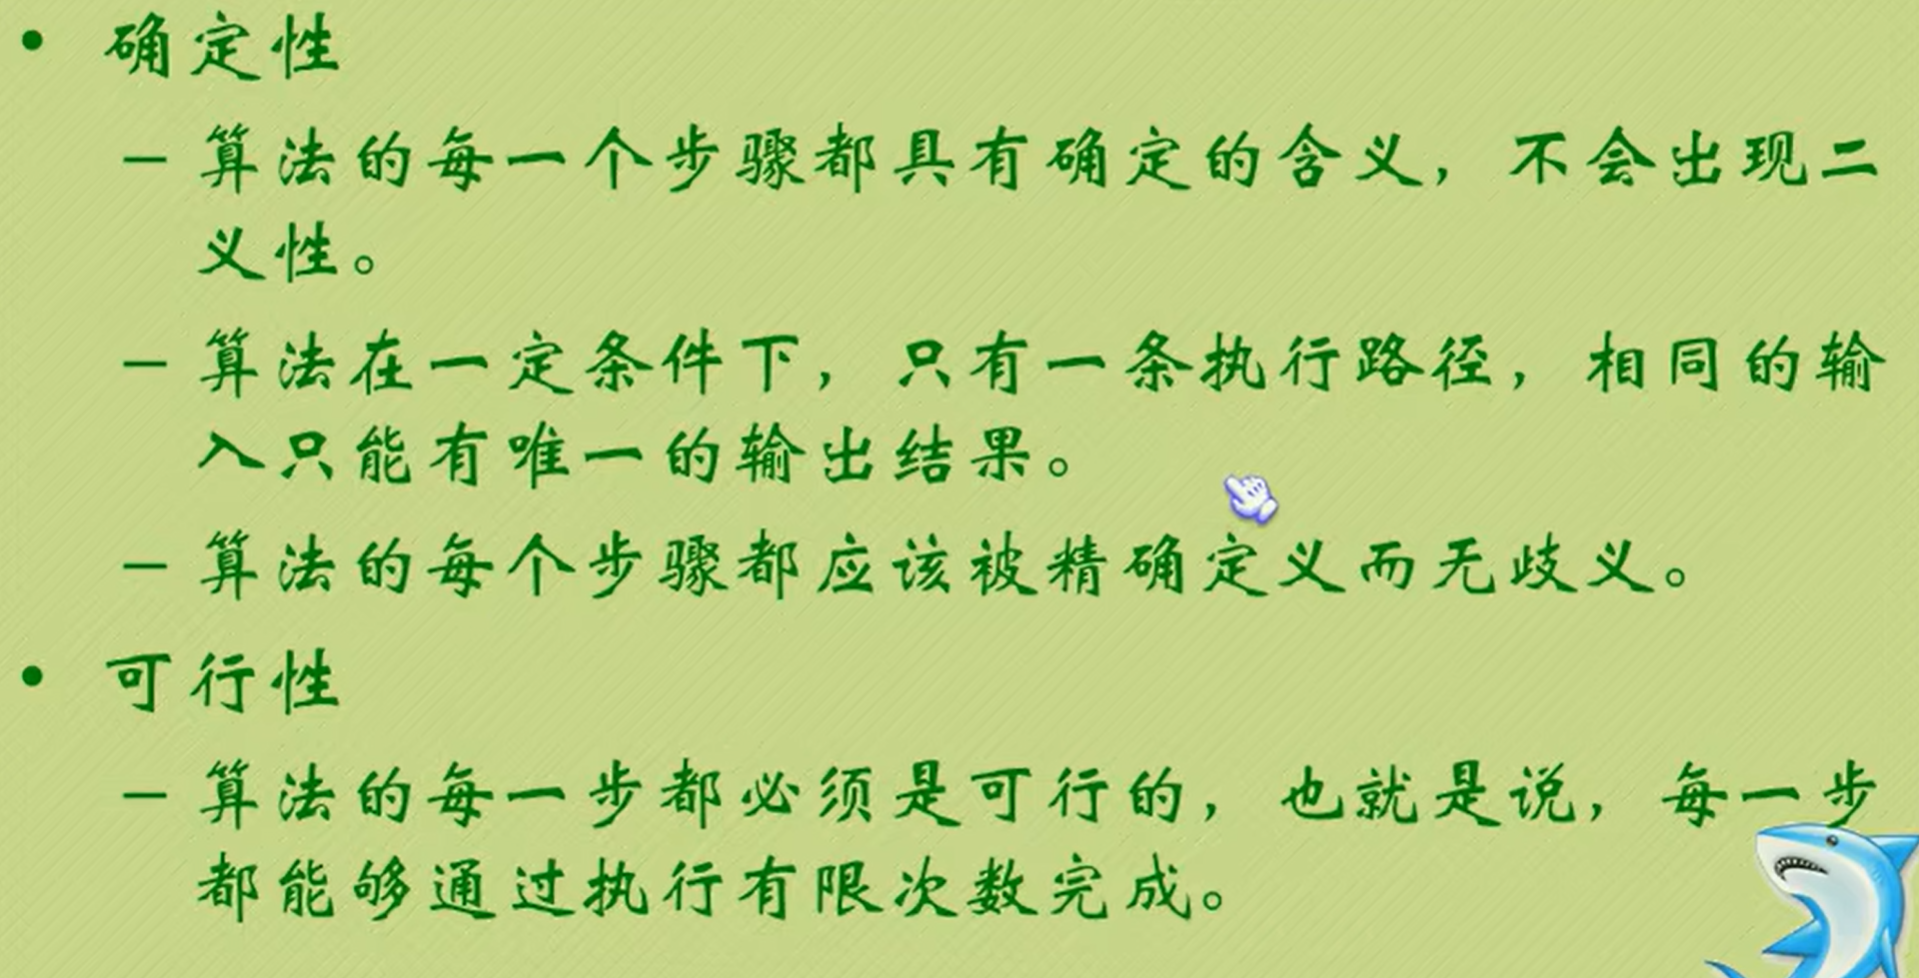 • 确定性
– 算法的每一个步骤都具有确定的含义，不会出现二
义性。
– 算法在一定条件下，只有一条执行路径，相同的输
入只能有唯一的输出结果。
– 算法的每个步骤都应该被精确定义而无歧义。
• 可行性
– 算法的每一步都必须是可行的，也就是说，每一步
都能够通过执行有限次数完成。